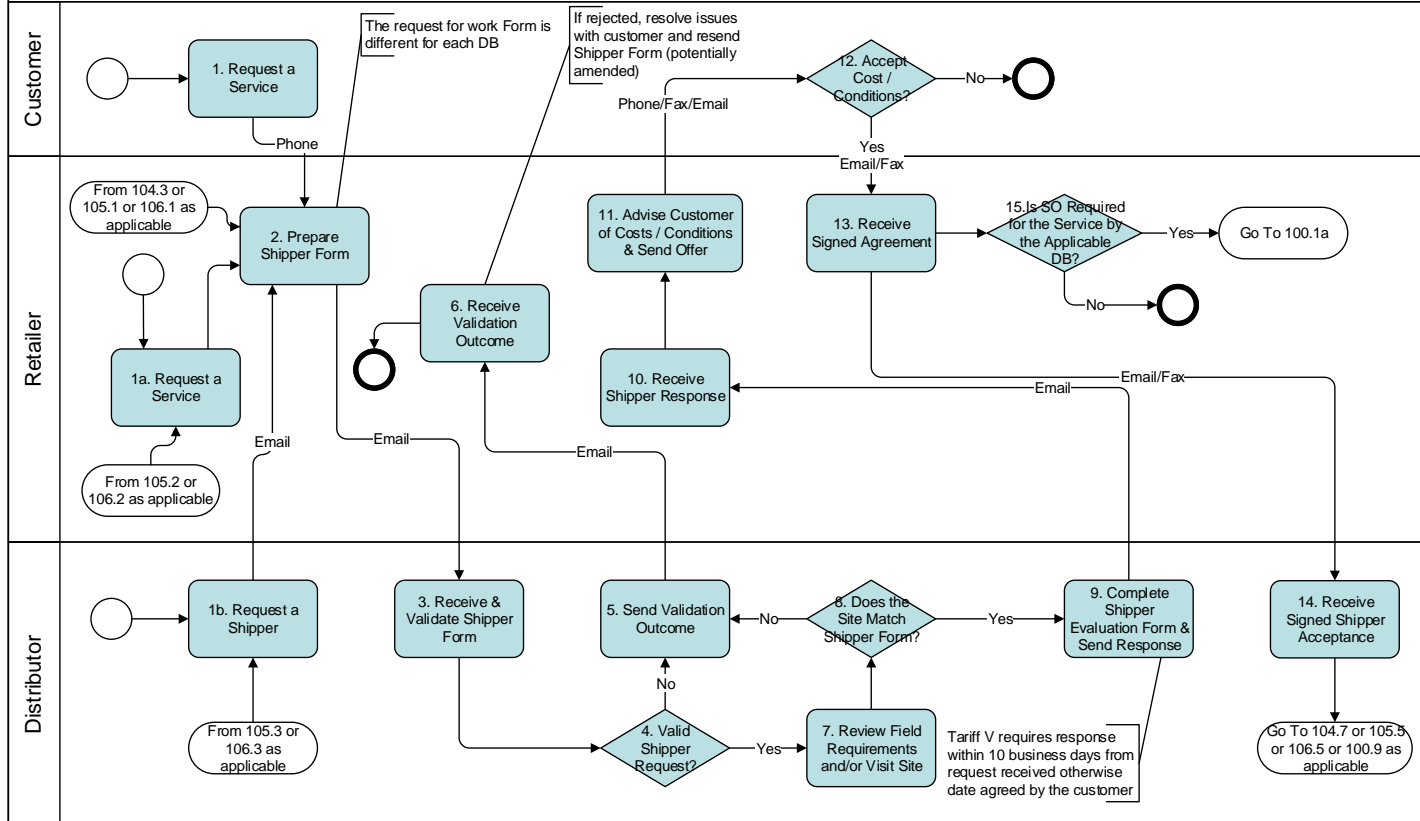 Customer
1. Request a
Service
The request for work Form is
different for each DB
If rejected, resolve issues
with customer and resend
Shipper Form (potentially
amended)
Phone/Fax/Email
12. Accept
Cost /
Conditions?
No
Phone
Yes
Email/Fax
Retailer
From 104.3 or
105.1 or 106.1 as
applicable
2. Prepare
Shipper Form
1a. Request a
Service
From 105.2 or
106.2 as applicable
Email
Email
6. Receive
Validation
Outcome
Email
11. Advise Customer
of Costs / Conditions
& Send Offer
10. Receive
Shipper Response
13. Receive
Signed Agreement
15.Is SO Required
for the Service by
the Applicable
DB?
Yes
Go To 100.1a
No
Email/Fax
Email
Distributor
1b. Request a
Shipper
From 105.3 or
106.3 as
applicable
3. Receive &
Validate Shipper
Form
5. Send Validation
Outcome
No
4. Valid
Shipper
Request?
Yes
No
8. Does the
Site Match
Shipper Form?
Yes
7. Review Field
Requirements
and/or Visit Site
9. Complete
Shipper
Evaluation Form &
Send Response
Tariff V requires response
within 10 business days from
request received otherwise
date agreed by the customer
14. Receive
Signed Shipper
Acceptance
Go To 104.7 or 105.5
or 106.5 or 100.9 as
applicable